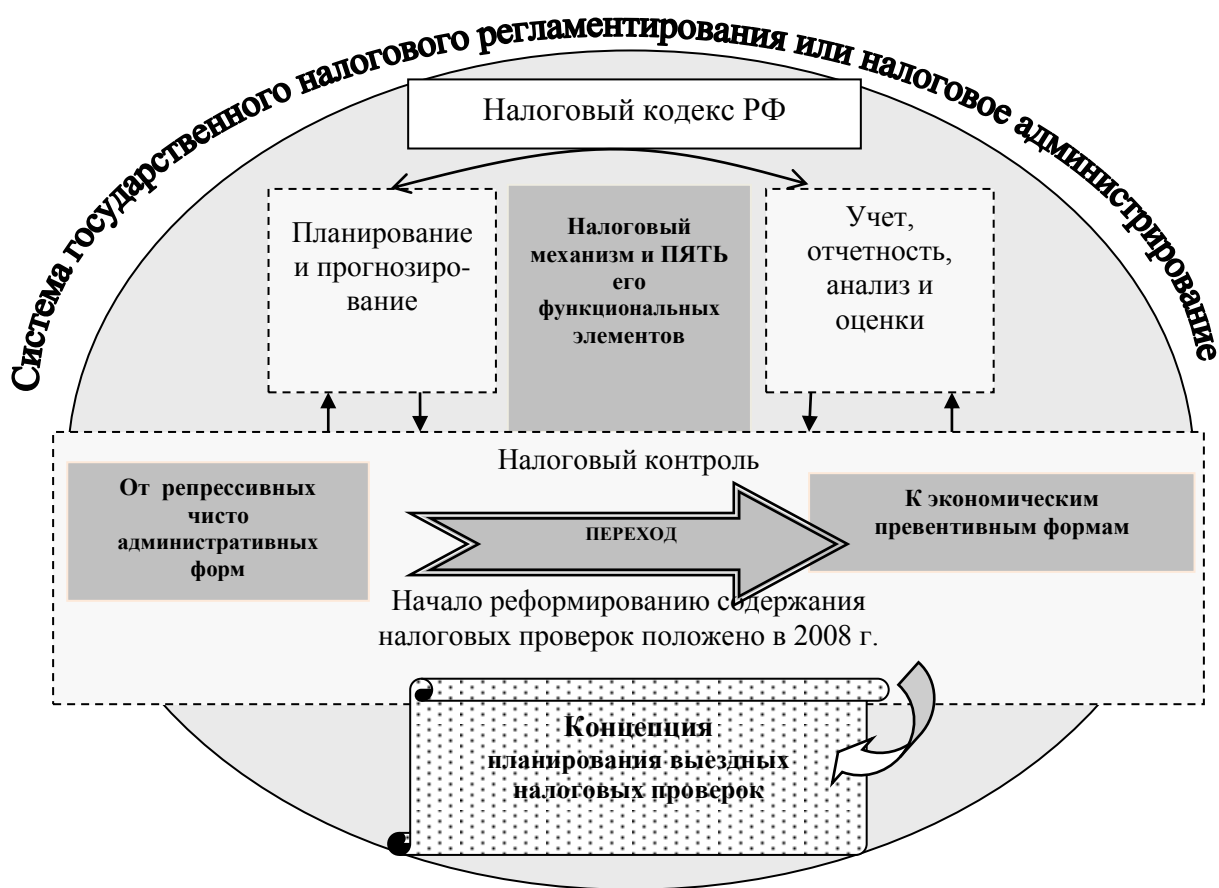 Система государственного налогового регламентирования или налоговое администрирование
Налоговый кодекс РФ
Планирование
и прогнозиро-
вание
Налоговый
механизм и ПЯТЬ
его
функциональных
элементов
Учет,
отчетность,
анализ и
оценки
Налоговый контроль
От репрессивных
чисто
административных
форм
ПЕРЕХОД
К экономическим
превентивным формам
Начало реформированию содержания
налоговых проверок положено в 2008 г.
Концепция
планирования выездных
налоговых проверок